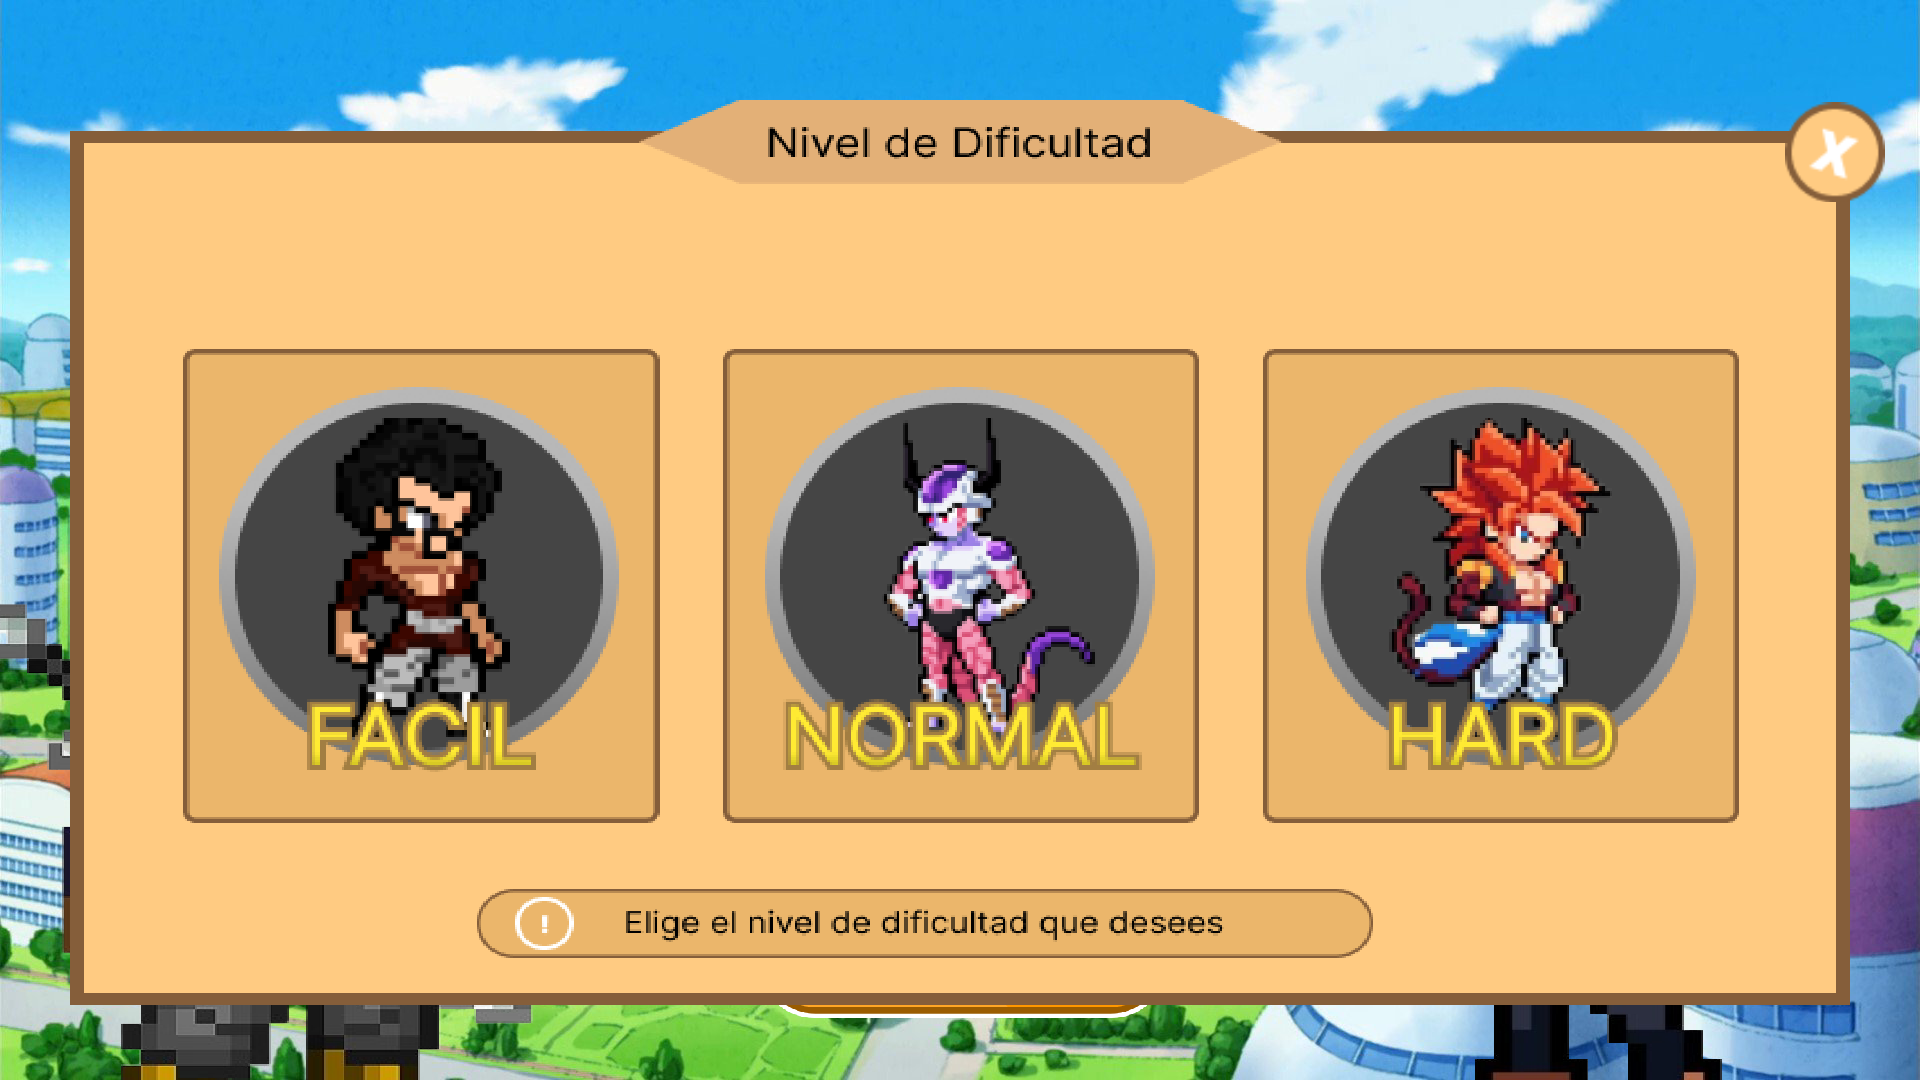 Nivel de Dificultad
X
FACIL
NORMAL
HARD
! Elige el nivel de dificultad que desees